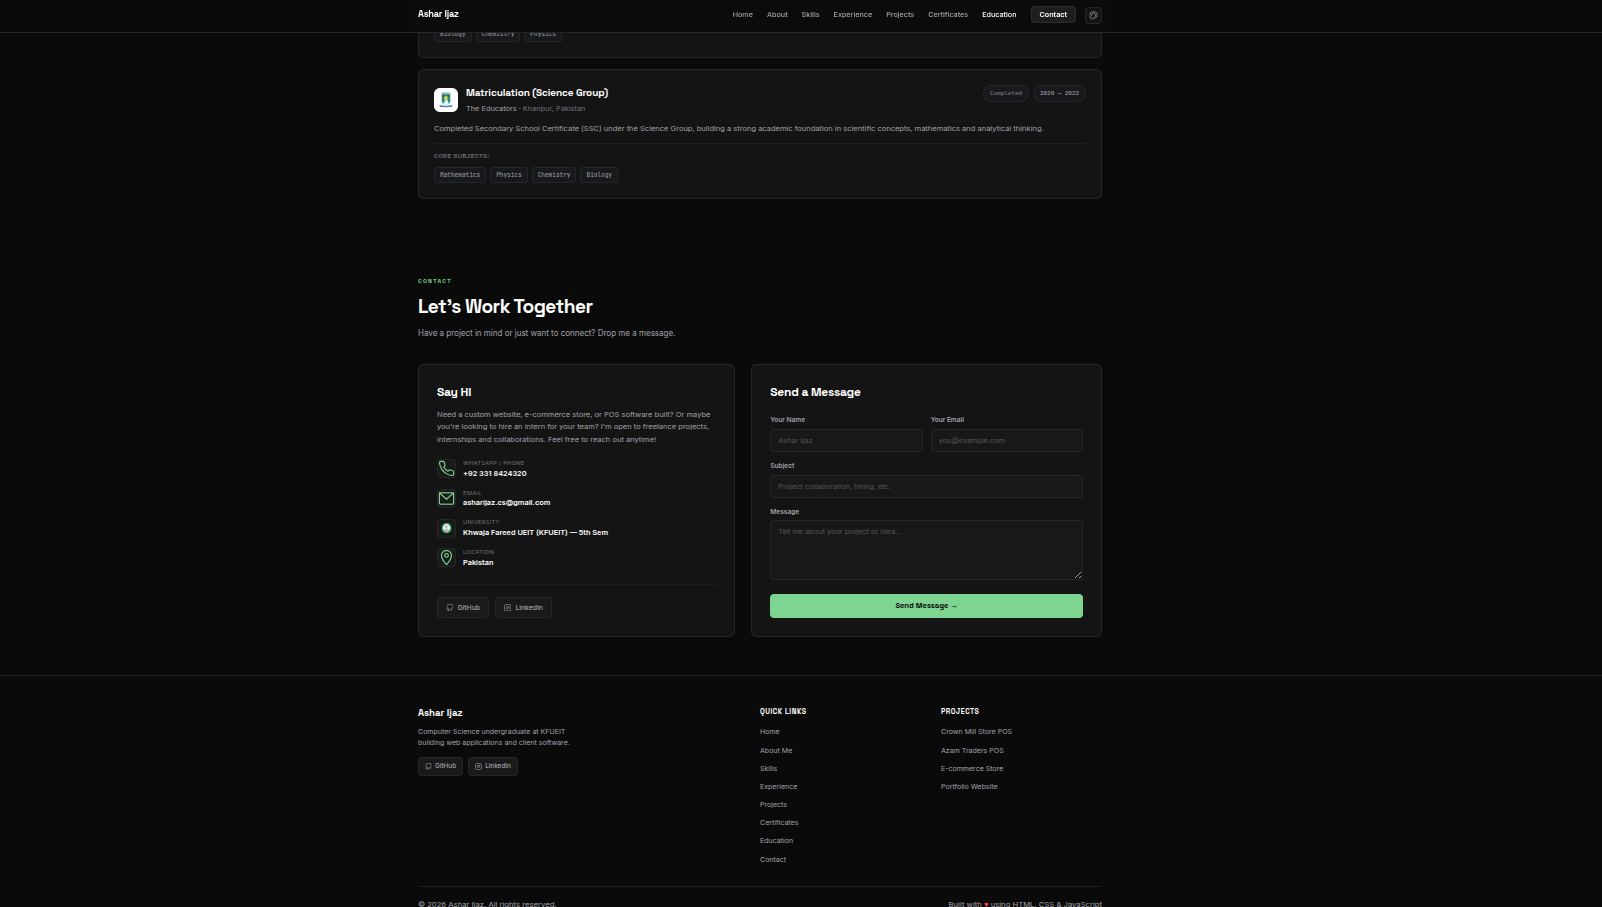 Ashar Ijaz
Home About Skills Experience Projects Certificates Education Contact
Biology Chemistry Physics
Matriculation (Science Group)
Completed 2020 — 2022
The Educators · Khanpur, Pakistan
Completed Secondary School Certificate (SSC) under the Science Group, building a strong academic foundation in scientific concepts, mathematics and analytical thinking.
CORE SUBJECTS:
Mathematics Physics Chemistry Biology
CONTACT
Let's Work Together
Have a project in mind or just want to connect? Drop me a message.
Say Hi
Need a custom website, e-commerce store, or POS software built? Or maybe
you're looking to hire an intern for your team? I'm open to freelance projects,
internships and collaborations. Feel free to reach out anytime!
WHATSAPP / PHONE
+92 331 8424320
EMAIL
asharijaz.cs@gmail.com
UNIVERSITY
Khwaja Fareed UEIT (KFUEIT) — 5th Sem
LOCATION
Pakistan
GitHub LinkedIn
Send a Message
Your Name Your Email
Ashar Ijaz you@example.com
Subject
Project collaboration, hiring, etc.
Message
Tell me about your project or idea...
Send Message →
Ashar Ijaz
Computer Science undergraduate at KFUEIT
building web applications and client software.
GitHub LinkedIn
QUICK LINKS
Home
About Me
Skills
Experience
Projects
Certificates
Education
Contact
PROJECTS
Crown Mill Store POS
Azam Traders POS
E-commerce Store
Portfolio Website
© 2026 Ashar Ijaz. All rights reserved.
Built with ♥ using HTML, CSS & JavaScript